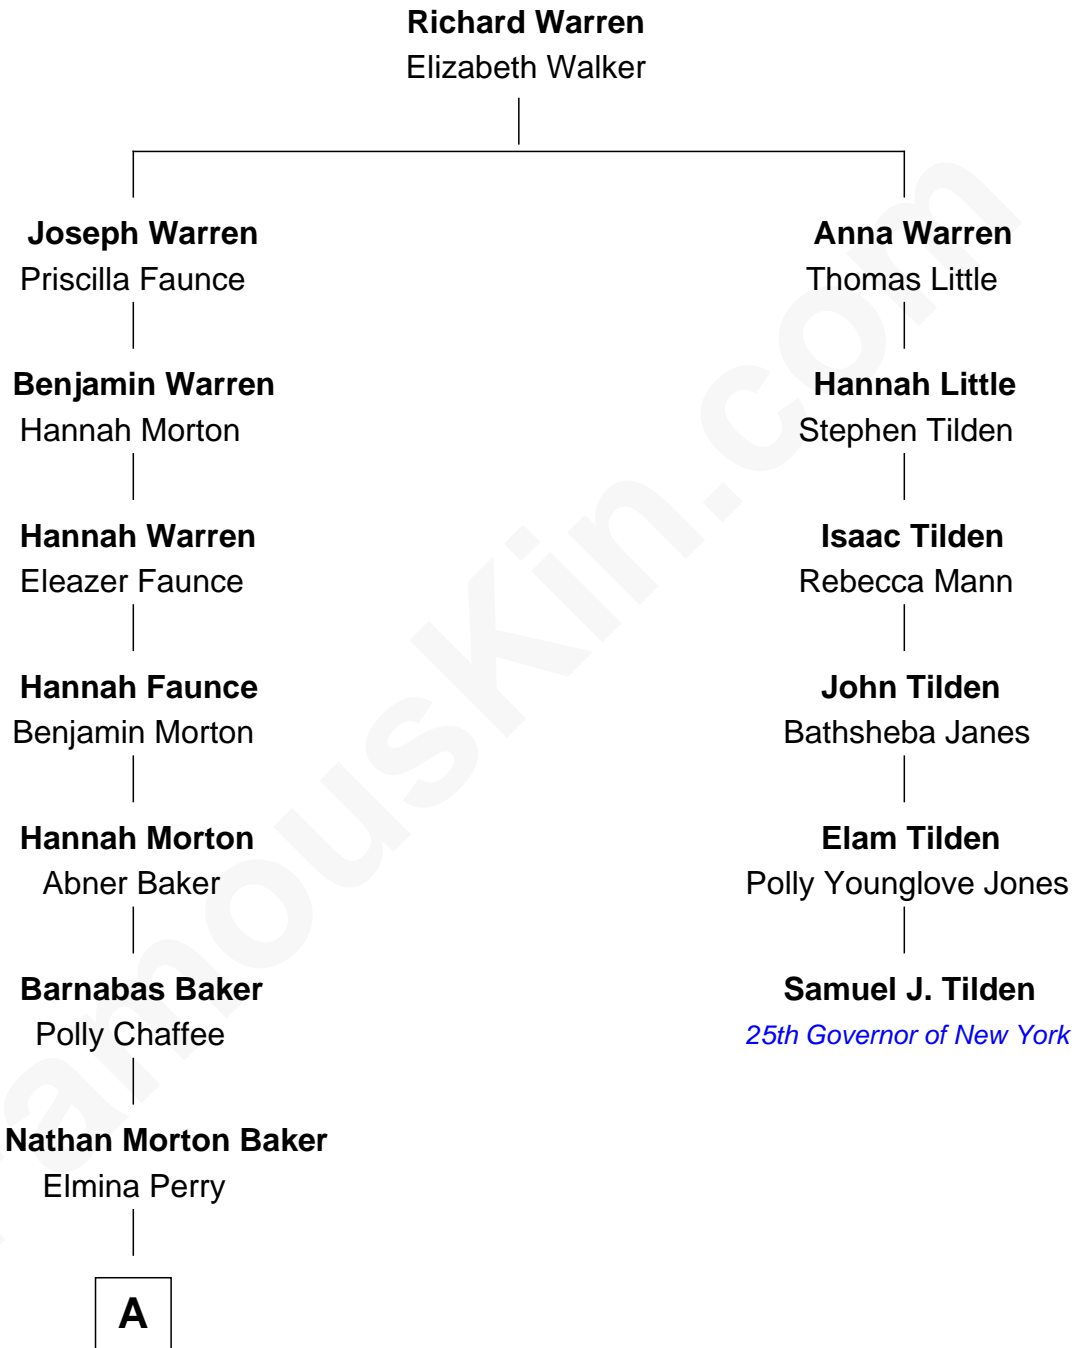 Richard Warren
Elizabeth Walker
Joseph Warren
Priscilla Faunce
Anna Warren
Thomas Little
Benjamin Warren
Hannah Morton
Hannah Little
Stephen Tilden
Hannah Warren
Eleazer Faunce
Isaac Tilden
Rebecca Mann
Hannah Faunce
Benjamin Morton
John Tilden
Bathsheba Janes
Hannah Morton
Abner Baker
Elam Tilden
Polly Younglove Jones
Barnabas Baker
Polly Chaffee
Samuel J. Tilden
25th Governor of New York
Nathan Morton Baker
Elmina Perry
A
FamousKin.com